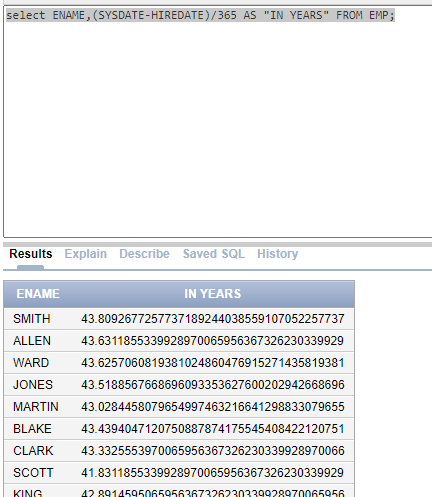 select ENAME,(SYSDATE-HIREDATE)/365 AS "IN YEARS" FROM EMP;
Results Explain Describe Saved SQL History
ENAME IN YEARS
SMITH 43.8092677257737189244038559107052257737
ALLEN 43.6311855339928970065956367326230339929
WARD 43.6257060819381024860476915271435819381
JONES 43.5188567668696093353627600202942668696
MARTIN 43.0284458079654997463216641298833079655
BLAKE 43.4394047120750887874175545408422120751
CLARK 43.3325553970065956367326230339928970066
SCOTT 41.8311855339928970065956367326230339929
KING 42.8914595065956367326230339928970065956